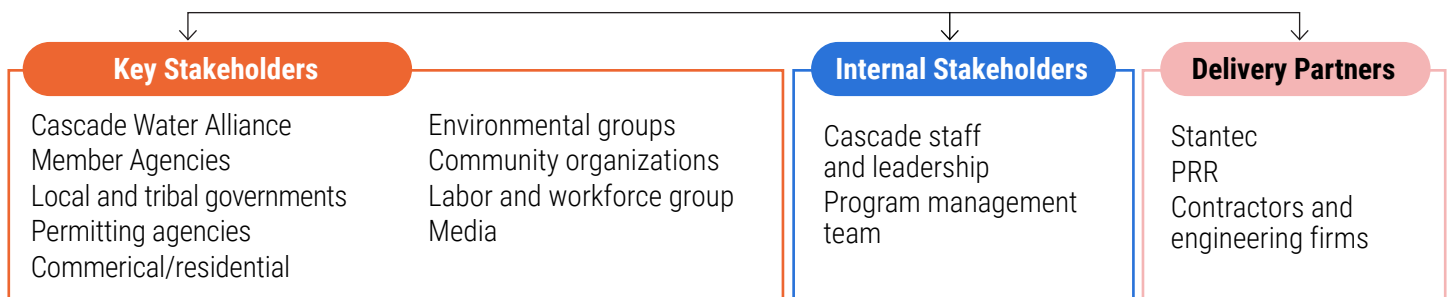 Key Stakeholders
Cascade Water Alliance
Member Agencies
Local and tribal governments
Permitting agencies
Commerical/residential
Environmental groups
Community organizations
Labor and workforce group
Media
Internal Stakeholders
Cascade staff
and leadership
Program management
team
Delivery Partners
Stantec
PRR
Contractors and
engineering firms